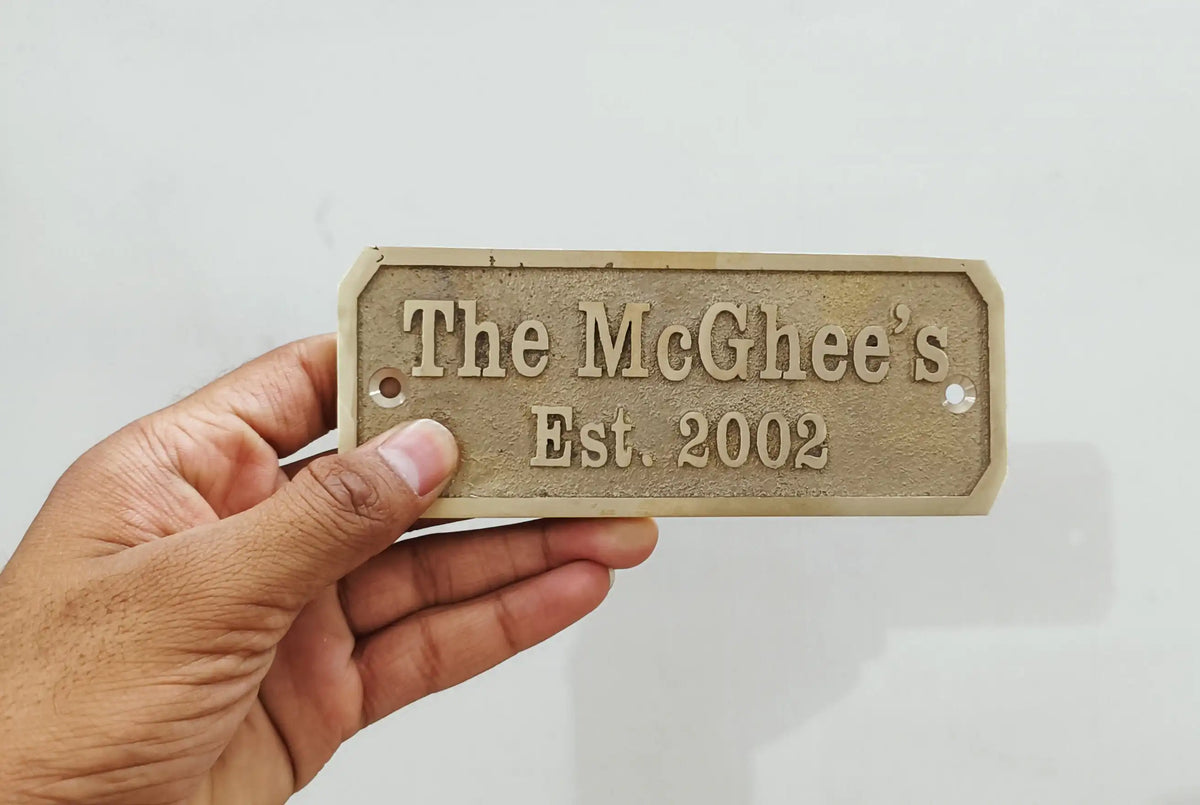 The McGhee’s
Est. 2002